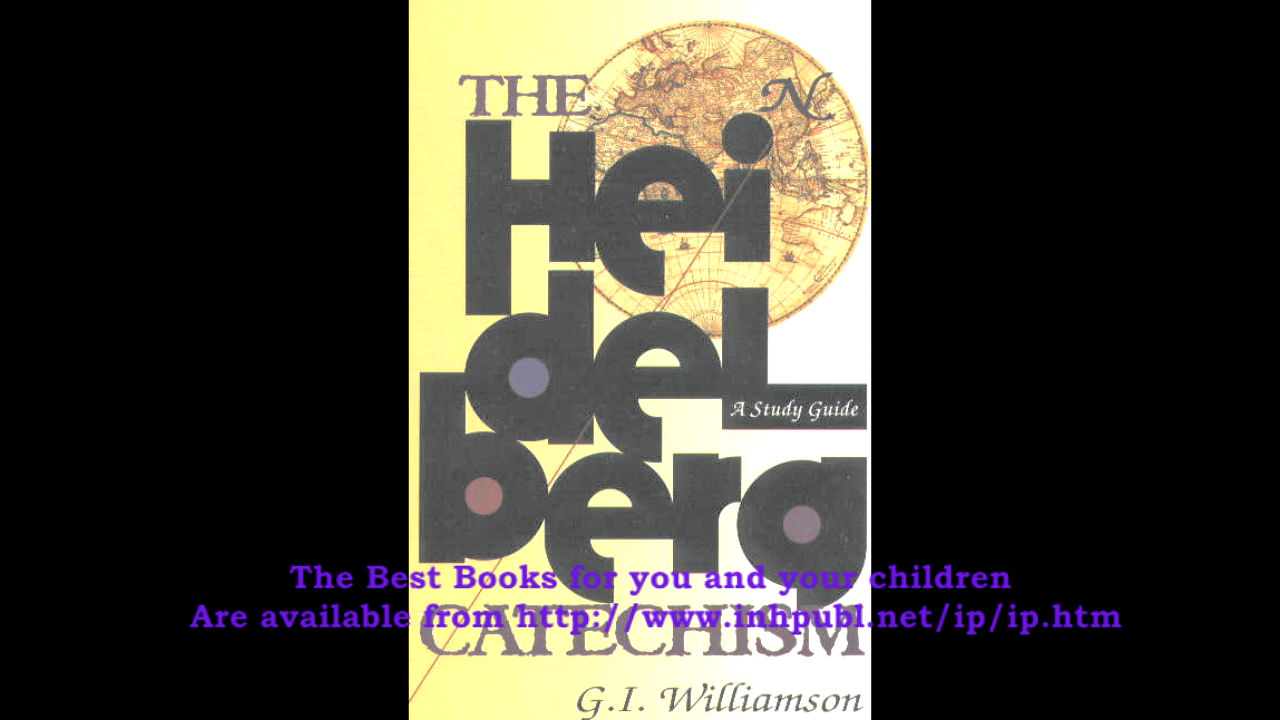 THE
N.
Hei
del
A Study Guide
berg
The Best Books for you and your children
Are available from http://www.inhpubl.net/ip/ip.htm
CATECHISM
G.I. Williamson